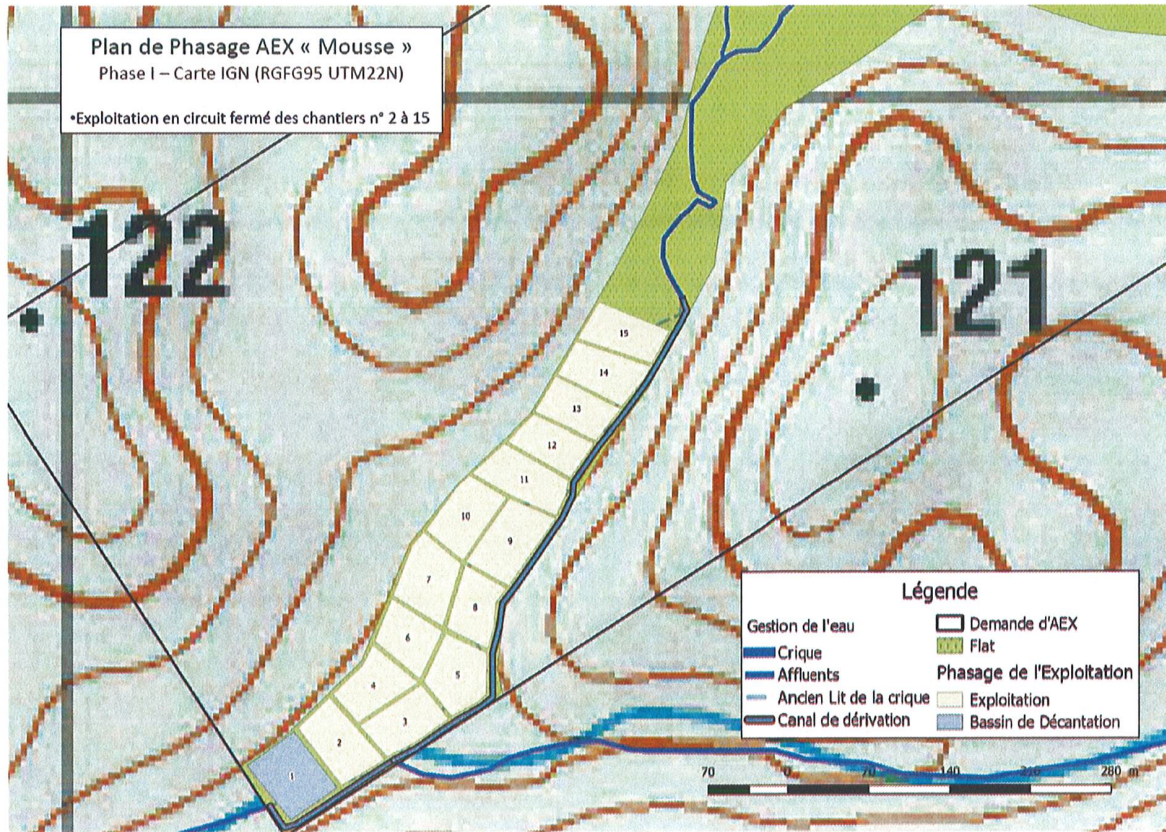 Plan de Phasage AEX « Mousse »
Phase I – Carte IGN (RGFG95 UTM22N)
•Exploitation en circuit fermé des chantiers n° 2 à 15
122
121
15
14
13
12
11
10
9
7
8
6
5
4
3
2
1
Légende
Gestion de l'eau
Crique
Affluents
Ancien Lit de la crique
Canal de dérivation
Demande d'AEX
Flat
Phasage de l'Exploitation
Exploitation
Bassin de Décantation
70 0 70 140 210 280 m